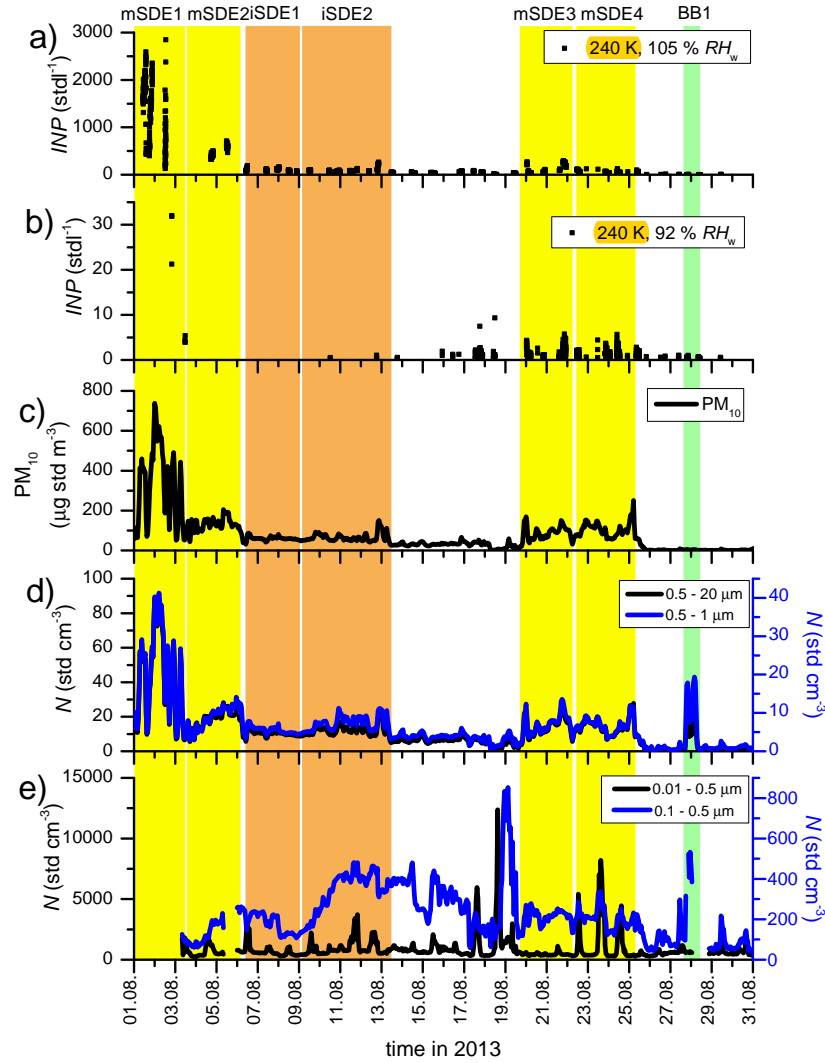 mSDE1 mSDE2 iSDE1 iSDE2 mSDE3 mSDE4 BB1
a)
INP (stdl⁻¹)
3000
2000
1000
0
240 K, 105 % RHw
b)
INP (stdl⁻¹)
30
20
10
0
240 K, 92 % RHw
c)
PM₁₀
(µg std m⁻³)
800
600
400
200
0
PM₁₀
d)
N (std cm⁻³)
100
80
60
40
20
0
0.5 - 20 µm
0.5 - 1 µm
40
30
20
10
0
N (std cm⁻³)
e)
N (std cm⁻³)
15000
10000
5000
0
0.01 - 0.5 µm
0.1 - 0.5 µm
800
600
400
200
0
N (std cm⁻³)
01.08. 03.08. 05.08. 07.08. 09.08. 11.08. 13.08. 15.08. 17.08. 19.08. 21.08. 23.08. 25.08. 27.08. 29.08. 31.08.
time in 2013